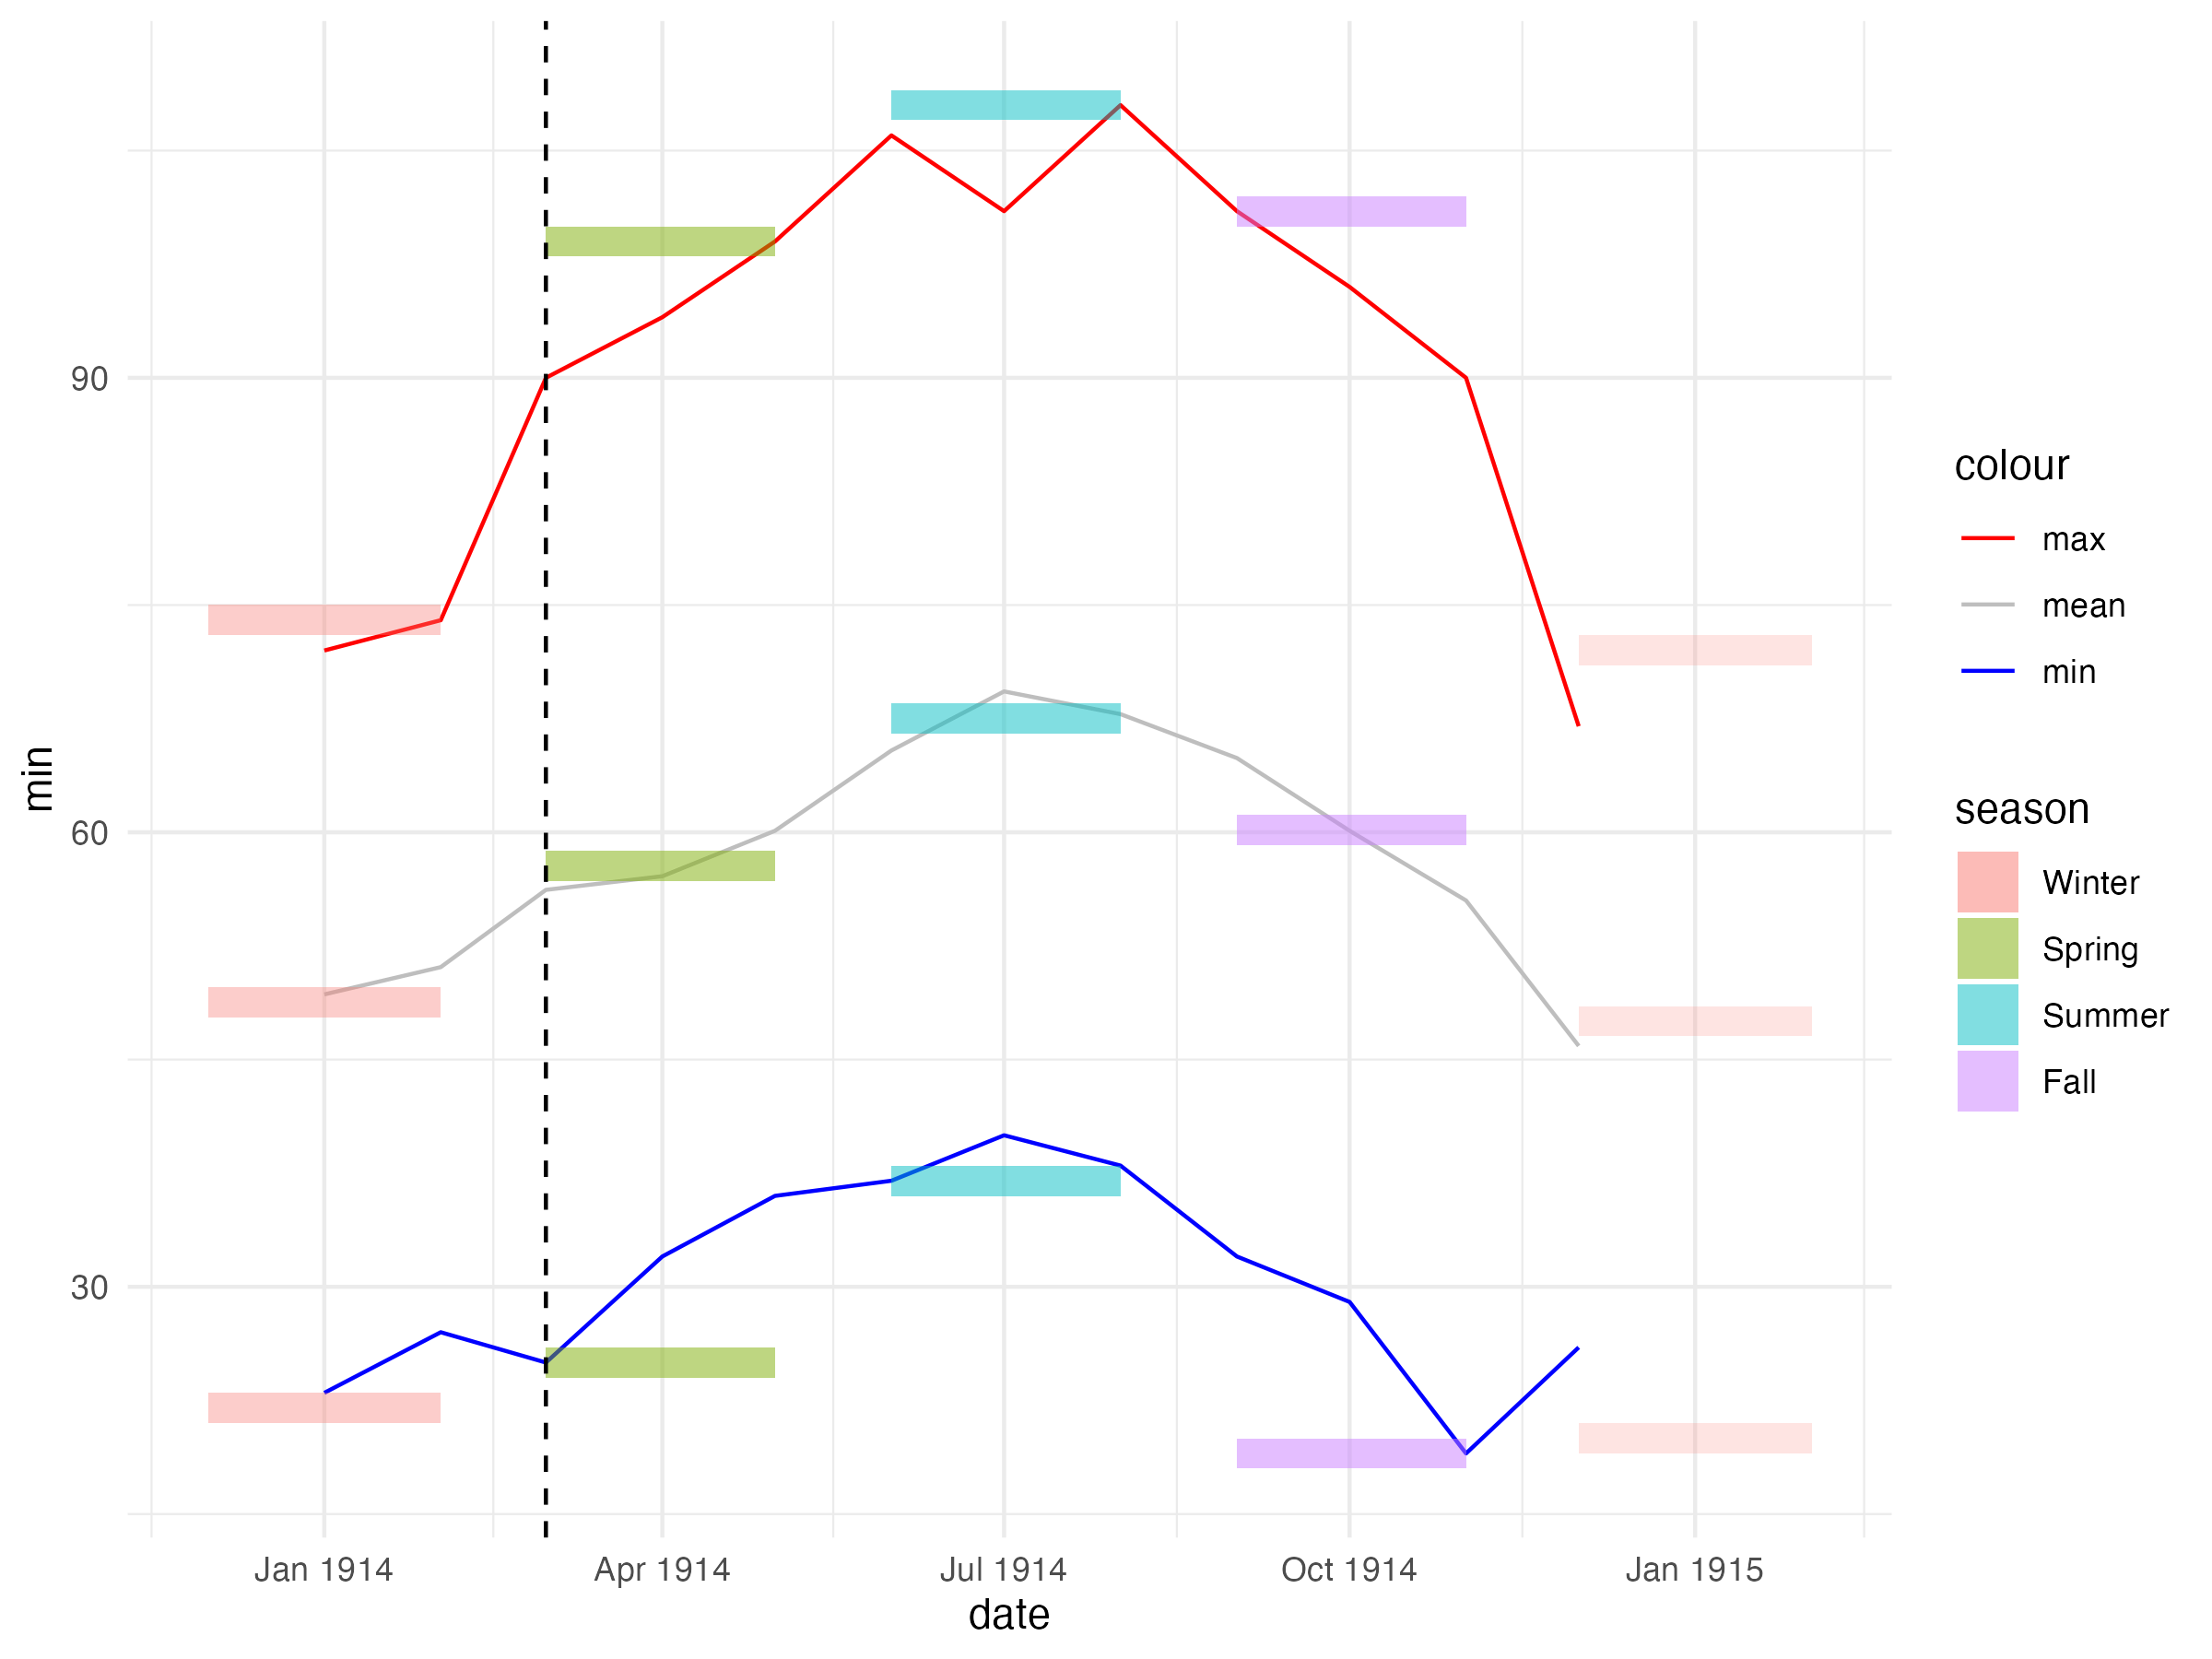 90
60
30
min
Jan 1914
Apr 1914
Jul 1914
Oct 1914
Jan 1915
date
colour
max
mean
min
season
Winter
Spring
Summer
Fall